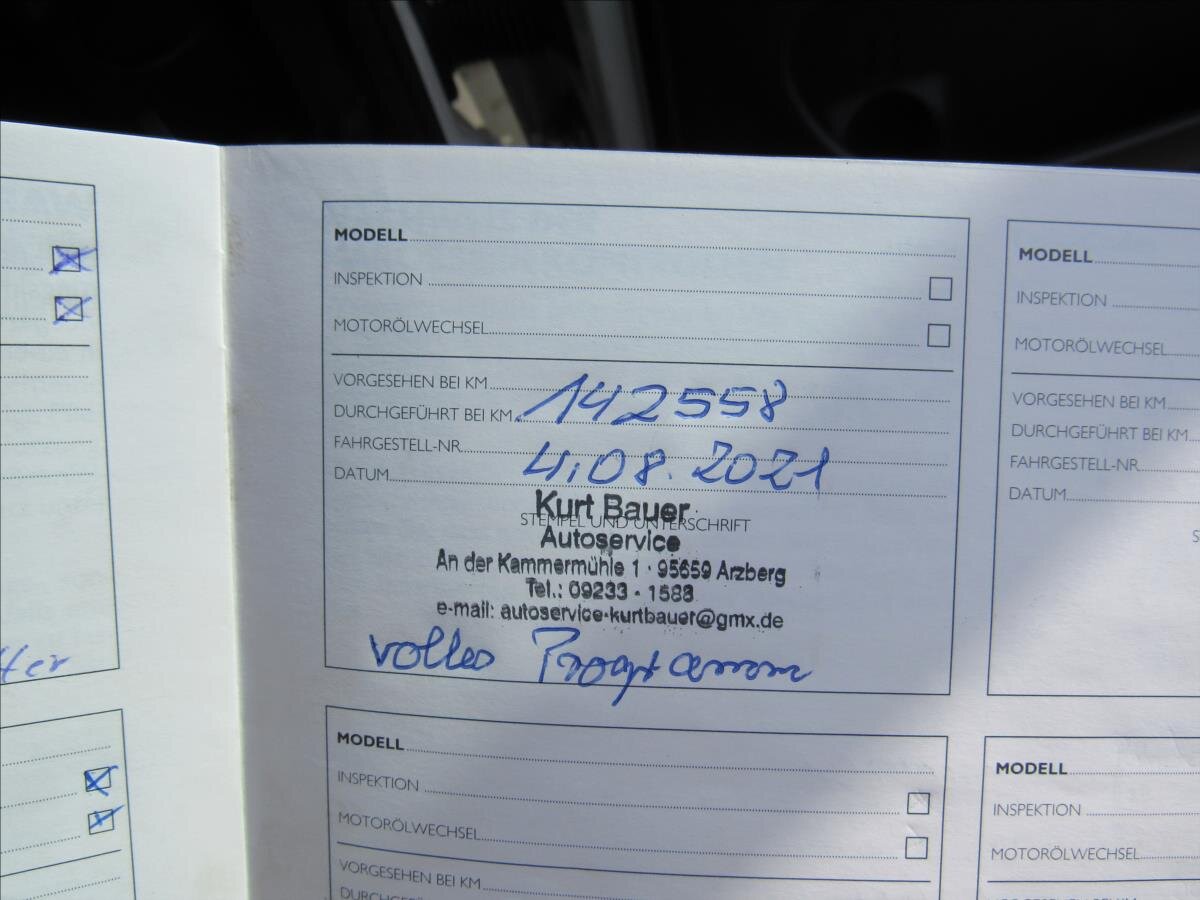 tter
MODELL
INSPEKTION
MOTORÖLWECHSEL
VORGESEHEN BEI KM
DURCHGEFÜHRT BEI KM 142558
FAHRGESTELL-NR.
DATUM 4.08.2021
STEMPEL UND UNTERSCHRIFT
Kurt Bauer
Autoservice
An der Kammermühle 1 · 95659 Arzberg
Tel.: 09233 - 1588
e-mail: autoservice-kurtbauer@gmx.de
volles Programm
MODELL
INSPEKTION
MOTORÖLWECHSEL
VORGESEHEN BEI KM
DURCHGEFÜHRT BEI KM
FAHRGESTELL-NR.
DATUM
S
MODELL
INSPEKTION
MOTORÖLWECHSEL
VORGESEHEN BEI KM
MODELL
INSPEKTION
MOTORÖLWECHSEL